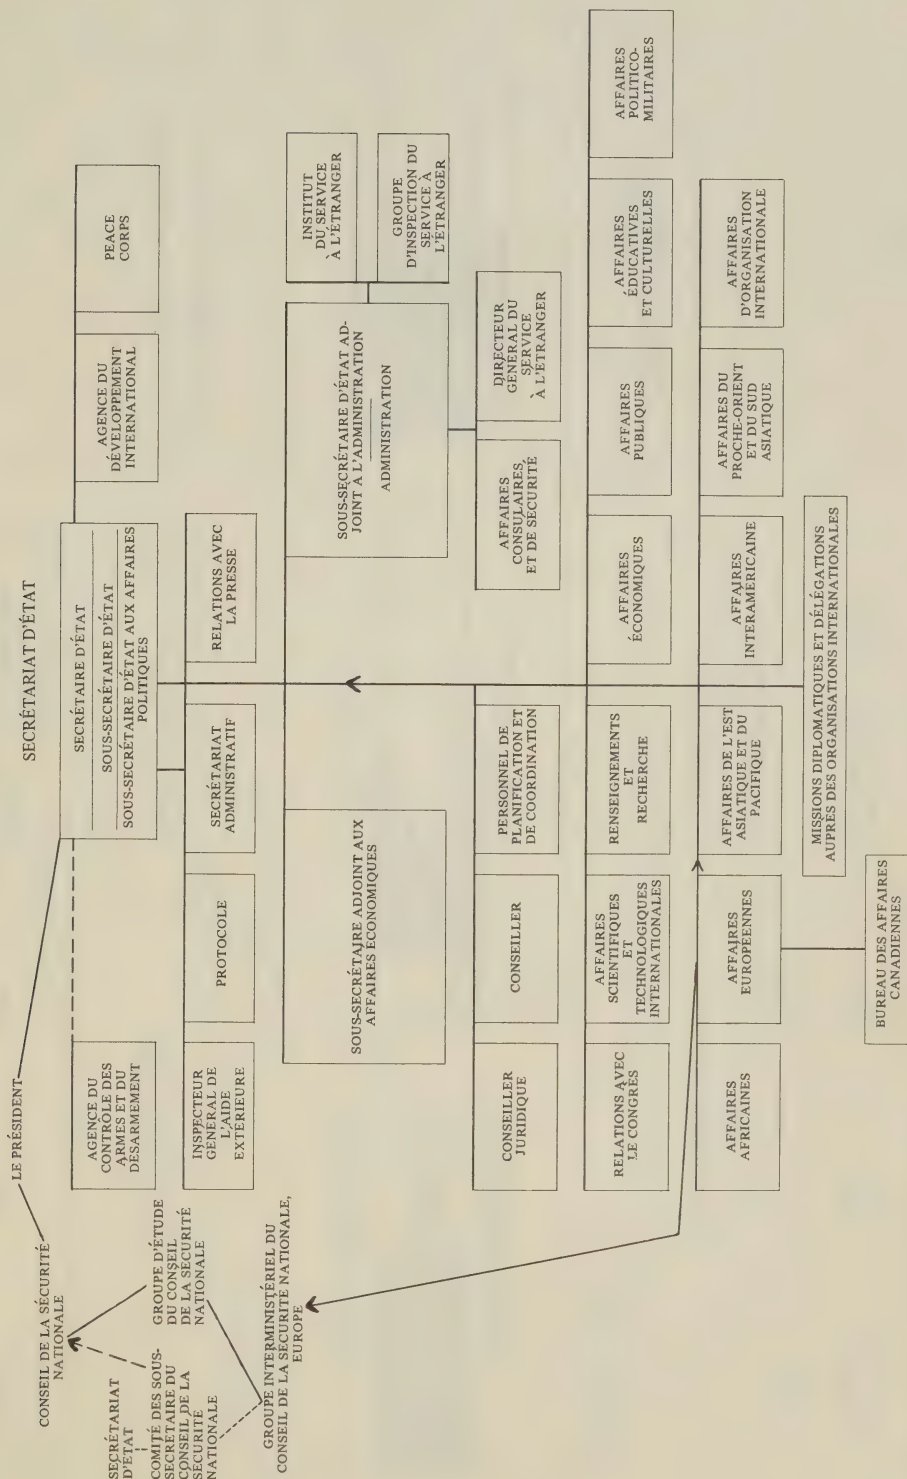 SECRÉTARIAT D'ÉTAT
LE PRÉSIDENT
CONSEIL DE LA SÉCURITÉ
NATIONALE
SECRÉTARIAT
D'ÉTAT
COMITÉ DES SOUS-
SECRÉTAIRE DU
CONSEIL DE LA
SÉCURITÉ
NATIONALE
GROUPE D'ÉTUDE
DU CONSEIL
DE LA SÉCURITÉ
NATIONALE
GROUPE INTERMINISTÉRIEL DU
CONSEIL DE LA SÉCURITÉ NATIONALE,
EUROPE
AGENCE DU
CONTRÔLE DES
ARMES ET DU
DÉSARMEMENT
SECRÉTAIRE D'ÉTAT
SOUS-SECRÉTAIRE D'ÉTAT
SOUS-SECRÉTAIRE D'ÉTAT AUX AFFAIRES
POLITIQUES
AGENCE DU
DÉVELOPPEMENT
INTERNATIONAL
PEACE
CORPS
INSPECTEUR
GÉNÉRAL DE
L'AIDE
EXTÉRIEURE
PROTOCOLE
SECRÉTARIAT
ADMINISTRATIF
RELATIONS AVEC
LA PRESSE
SOUS-SECRÉTAIRE ADJOINT AUX
AFFAIRES ÉCONOMIQUES
SOUS-SECRÉTAIRE D'ÉTAT AD-
JOINT A L'ADMINISTRATION
ADMINISTRATION
INSTITUT
DU SERVICE
À L'ÉTRANGER
GROUPE
D'INSPECTION DU
SERVICE À
L'ÉTRANGER
CONSEILLER
JURIDIQUE
CONSEILLER
PERSONNEL DE
PLANIFICATION ET
DE COORDINATION
AFFAIRES
CONSULAIRES,
ET DE SÉCURITÉ
DIRECTEUR
GÉNÉRAL DU
SERVICE
À L'ÉTRANGER
RELATIONS AVEC
LE CONGRÈS
AFFAIRES
SCIENTIFIQUES
ET
TECHNOLOGIQUES
INTERNATIONALES
RENSEIGNEMENTS
ET
RECHERCHE
AFFAIRES
ÉCONOMIQUES
AFFAIRES
PUBLIQUES
AFFAIRES
ÉDUCATIVES
ET CULTURELLES
AFFAIRES
POLITICO-
MILITAIRES
AFFAIRES
AFRICAINES
AFFAIRES
EUROPÉENNES
AFFAIRES DE L'EST
ASIATIQUE ET DU
PACIFIQUE
AFFAIRES
INTERAMÉRICAINE
AFFAIRES DU
PROCHE-ORIENT
ET DU SUD
ASIATIQUE
AFFAIRES
D'ORGANISATION
INTERNATIONALE
MISSIONS DIPLOMATIQUES ET DÉLÉGATIONS
AUPRÈS DES ORGANISATIONS INTERNATIONALES
BUREAU DES AFFAIRES
CANADIENNES